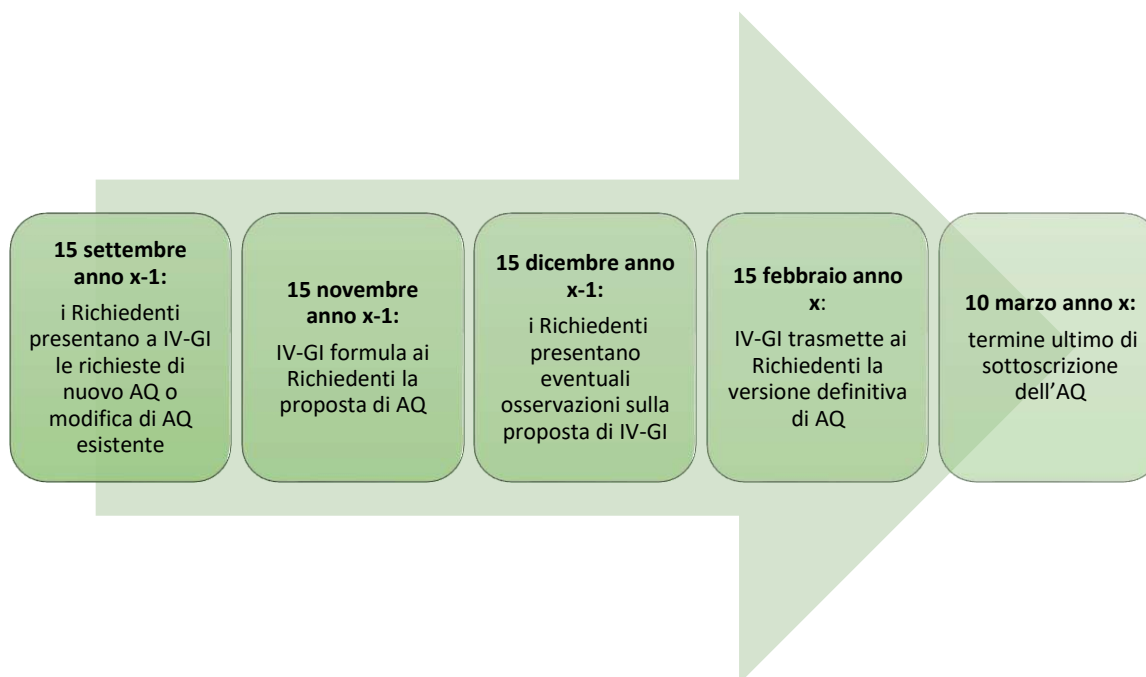 15 settembre
anno x-1:
i Richiedenti
presentano a IV-GI
le richieste di
nuovo AQ o
modifica di AQ
esistente
15 novembre
anno x-1:
IV-GI formula ai
Richiedenti la
proposta di AQ
15 dicembre anno
x-1:
i Richiedenti
presentano
eventuali
osservazioni sulla
proposta di IV-GI
15 febbraio anno
x:
IV-GI trasmette ai
Richiedenti la
versione definitiva
di AQ
10 marzo anno x:
termine ultimo di
sottoscrizione
dell’AQ